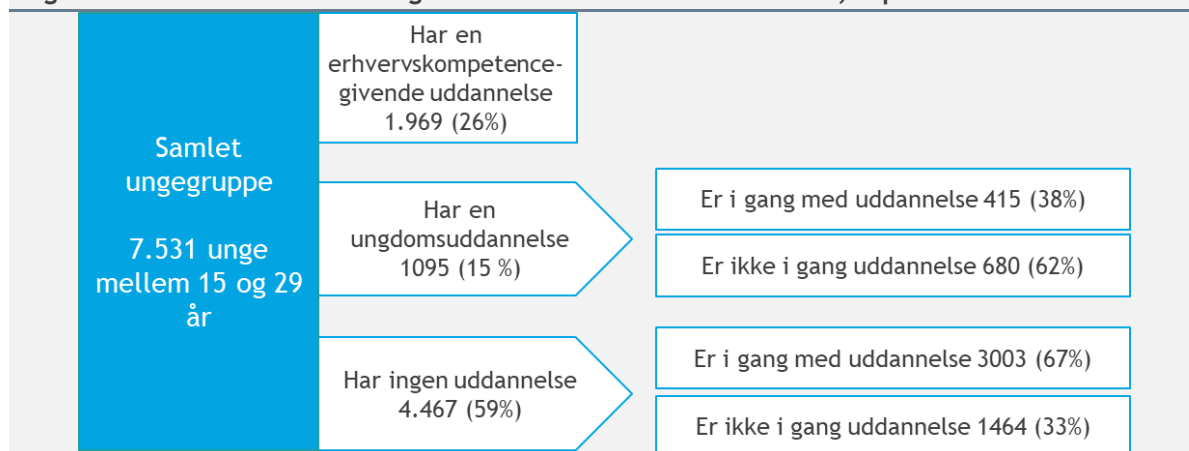 Samlet
ungegruppe
7.531 unge
mellem 15 og 29
år
Har en
erhvervskompetence-
givende uddannelse
1.969 (26%)
Har en
ungdomsuddannelse
1095 (15 %)
Er i gang med uddannelse 415 (38%)
Er ikke i gang uddannelse 680 (62%)
Har ingen uddannelse
4.467 (59%)
Er i gang med uddannelse 3003 (67%)
Er ikke i gang uddannelse 1464 (33%)